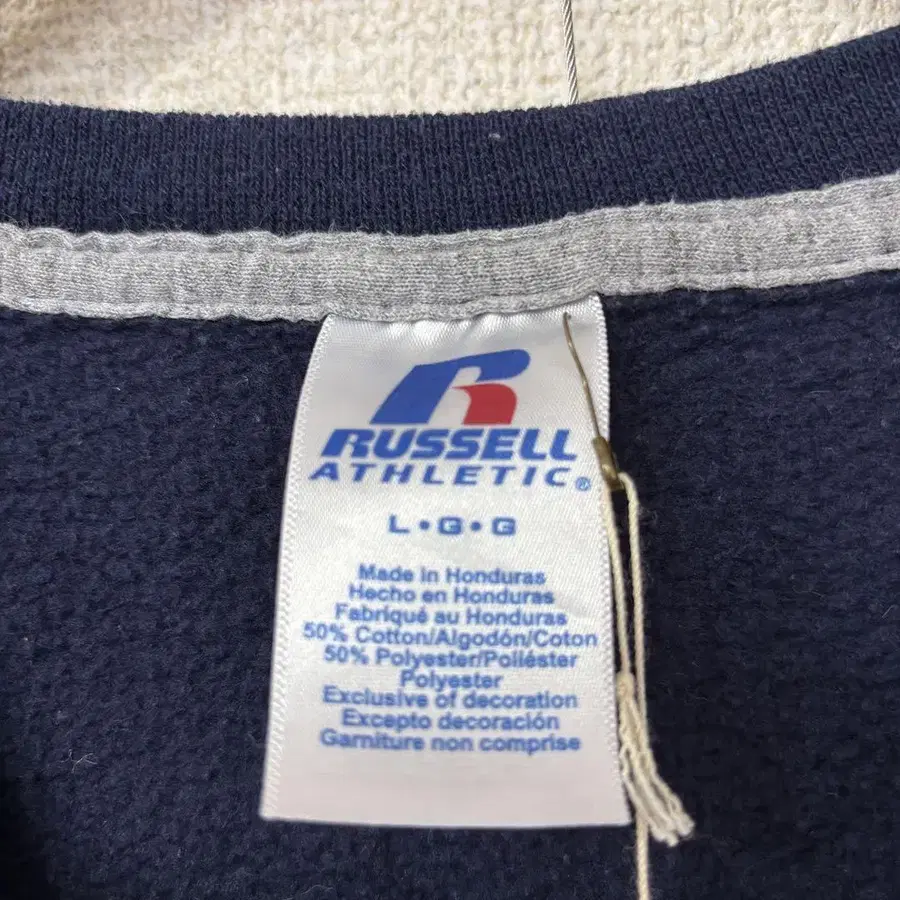 RUSSELL
ATHLETIC®
L•G•G
Made in Honduras
Hecho en Honduras
Fabriqué au Honduras
50% Cotton/Algodón/Coton
50% Polyester/Poliéster
Polyester
Exclusive of decoration
Excepto decoración
Garniture non comprise